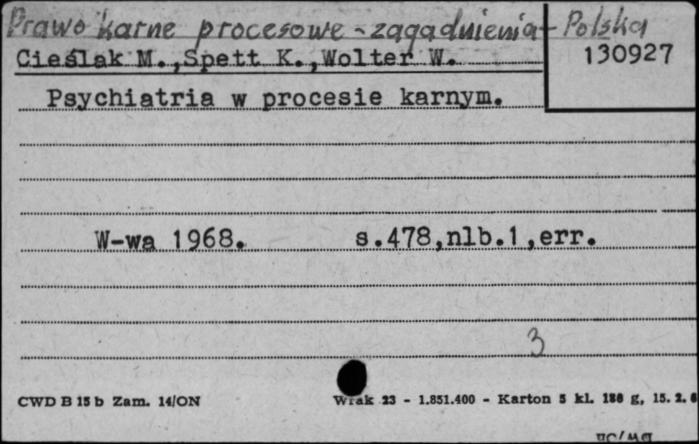 Prawo karne procesowe - zagadnienia - Polska
Cieślak M.,Spett K.,Wolter W.
130927
Psychiatria w procesie karnym.
W-wa 1968. s.478,nlb.1,err.
3
CWD B 15 b Zam. 14/ON Wrak 23 - 1.851.400 - Karton 5 kl. 180 g, 15. 2. 6